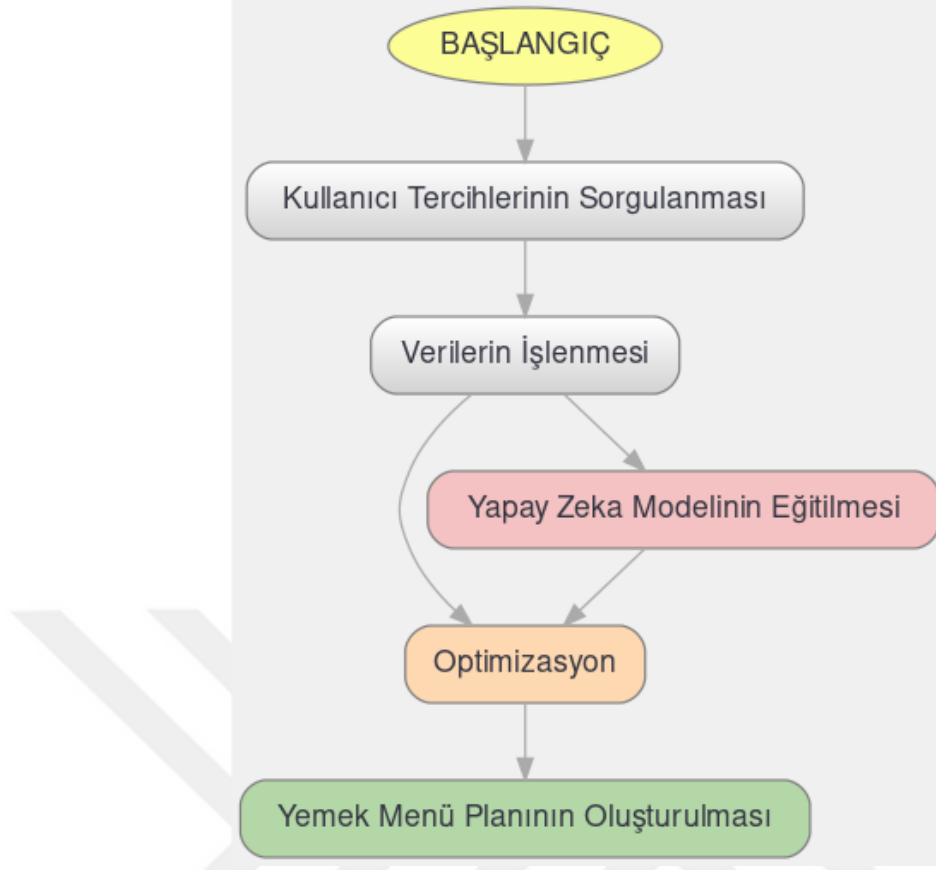 BAŞLANGIÇ
Kullanıcı Tercihlerinin Sorgulanması
Verilerin İşlenmesi
Yapay Zeka Modelinin Eğitilmesi
Optimizasyon
Yemek Menü Planının Oluşturulması